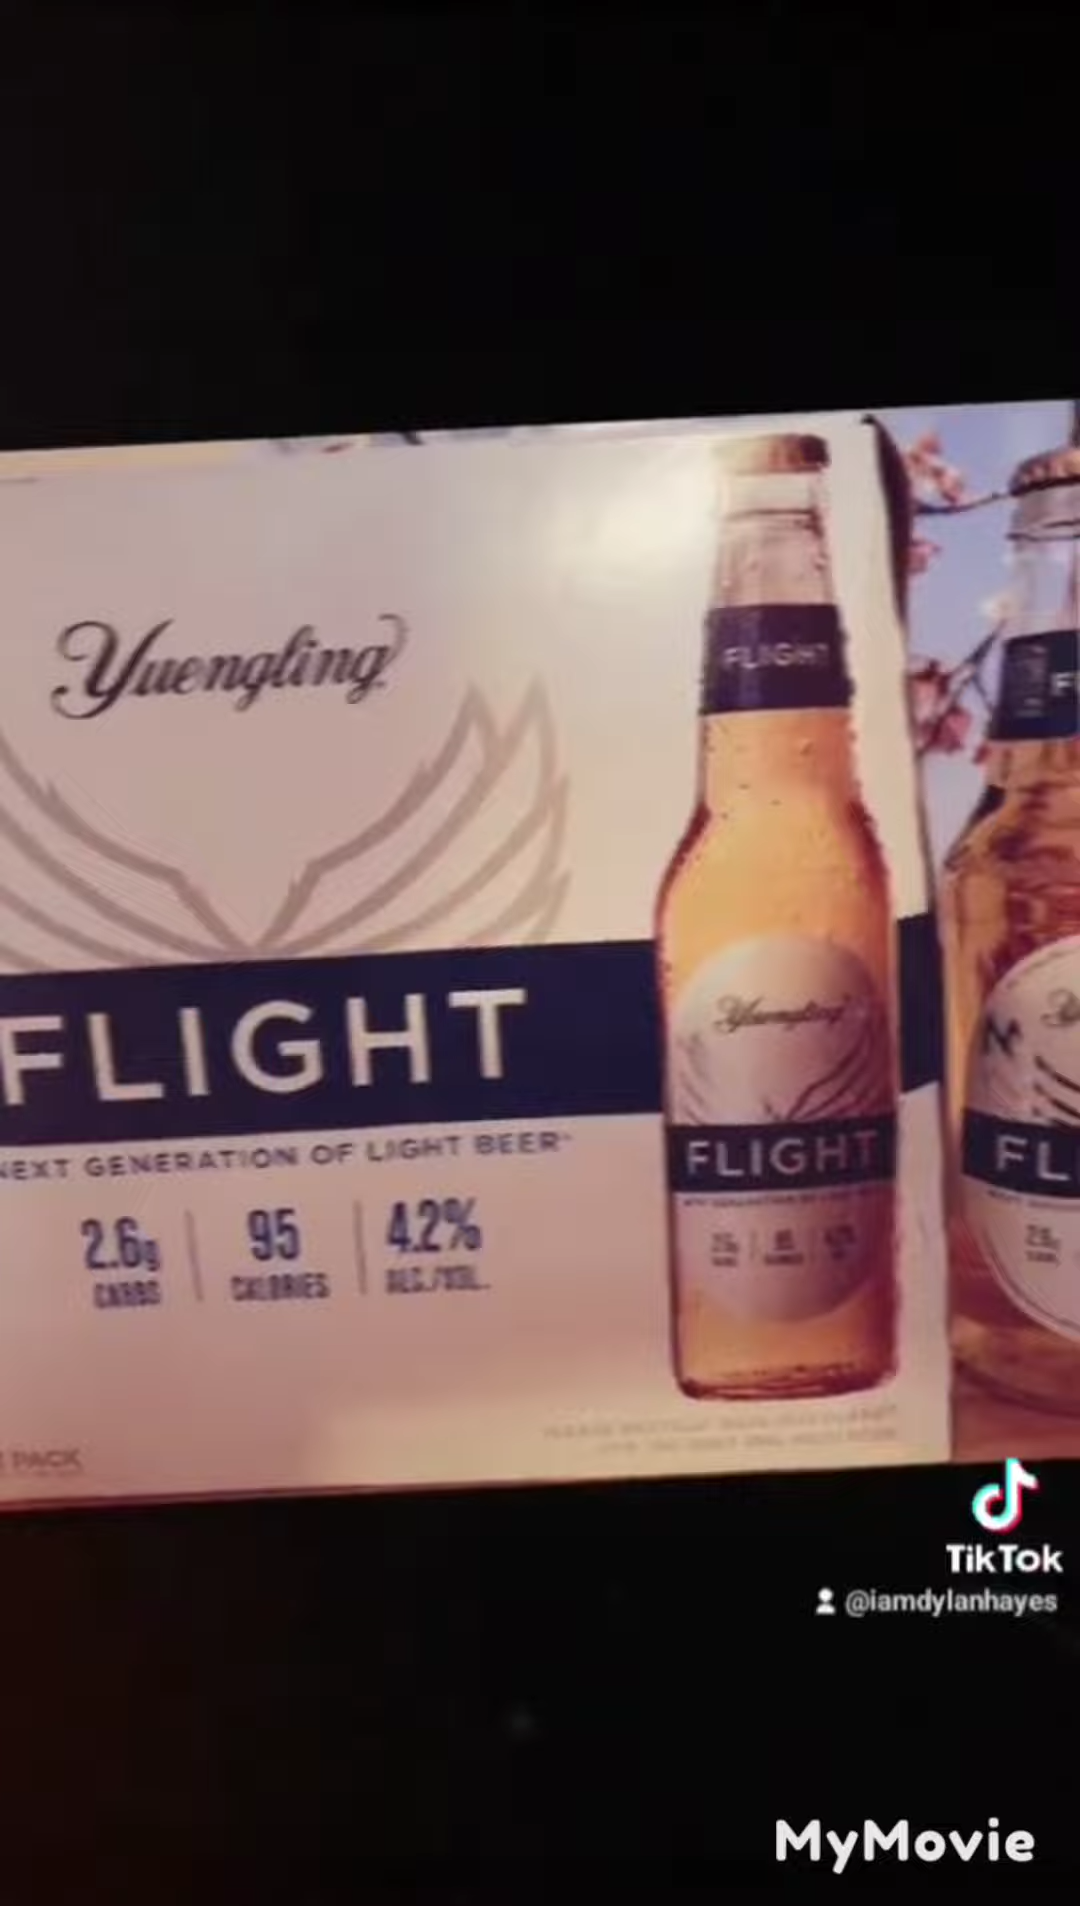 Yuengling
FLIGHT
NEXT GENERATION OF LIGHT BEER
2.6g
CARBS
95
CALORIES
4.2%
ALC./VOL.
PACK
FLIGHT
Yuengling
FLIGHT
TikTok
@iamdylanhayes
MyMovie